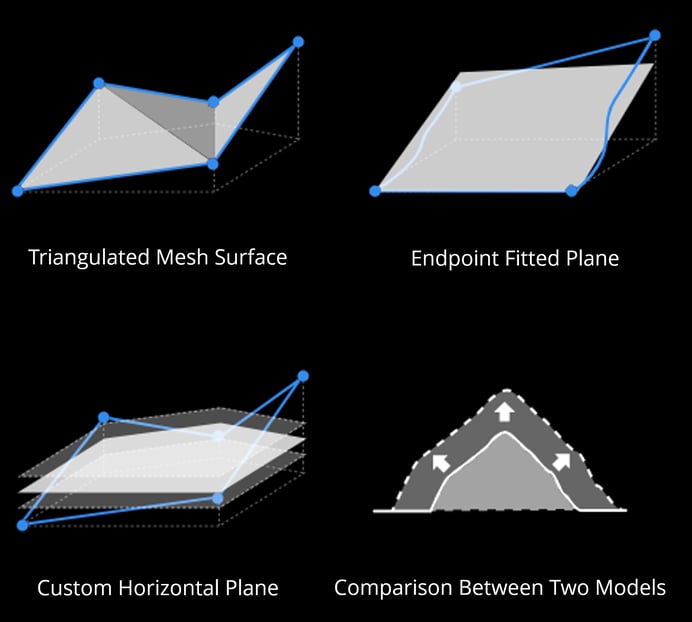 Triangulated Mesh Surface
Endpoint Fitted Plane
Custom Horizontal Plane
Comparison Between Two Models